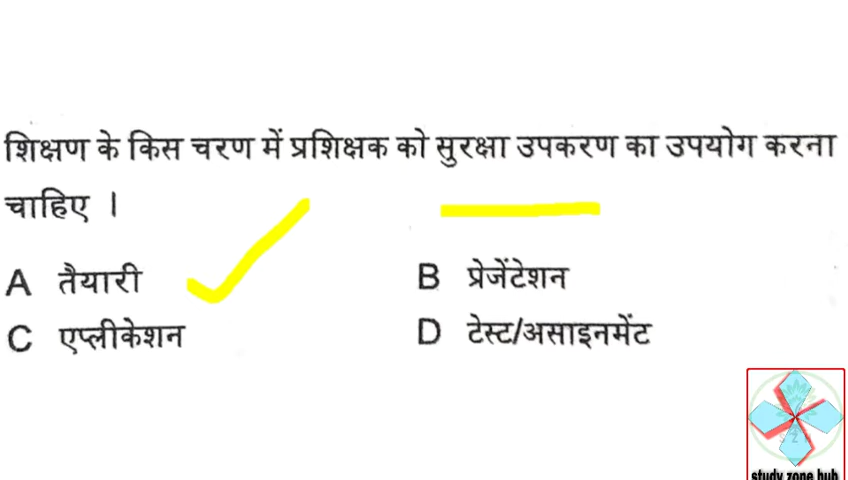 शिक्षण के किस चरण में प्रशिक्षक को सुरक्षा उपकरण का उपयोग करना
चाहिए ।
A तैयारी B प्रेजेंटेशन
C एप्लीकेशन D टेस्ट/असाइनमेंट
study zone hub